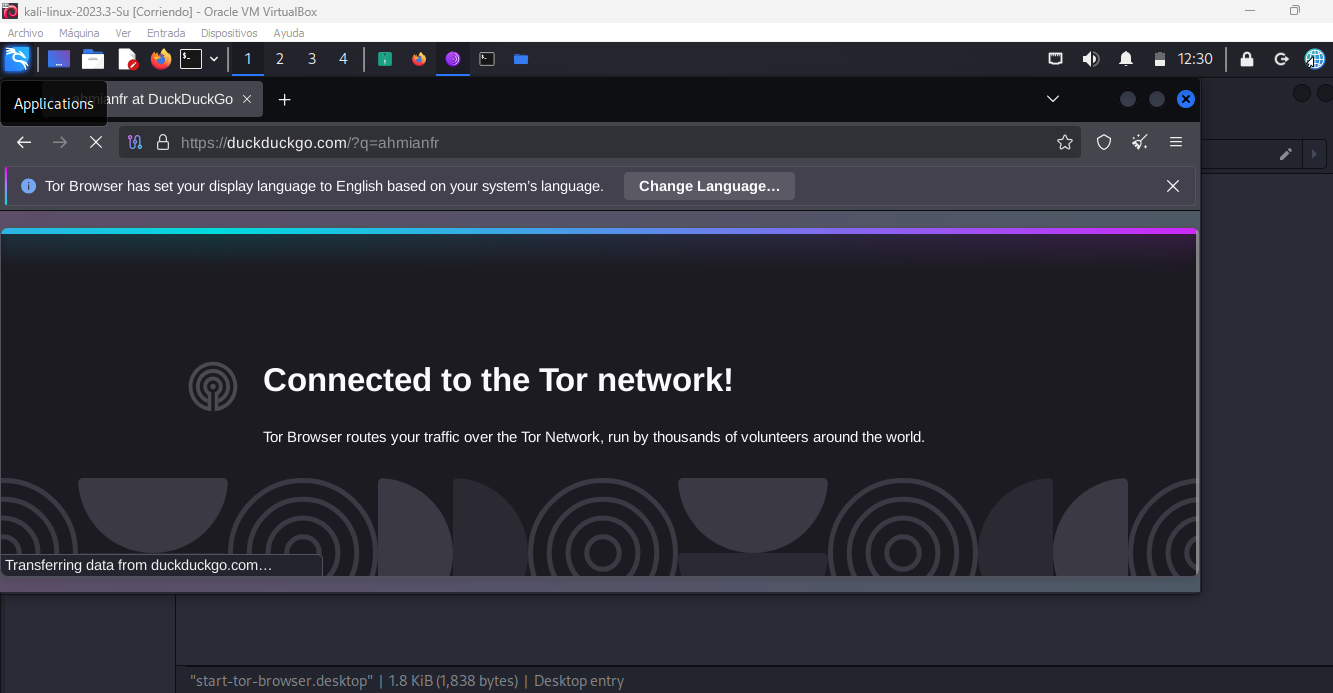 kali-linux-2023.3-Su [Corriendo] - Oracle VM VirtualBox
Archivo Máquina Ver Entrada Dispositivos Ayuda
1 2 3 4 12:30
Applications
ahmianfr at DuckDuckGo
https://duckduckgo.com/?q=ahmianfr
Tor Browser has set your display language to English based on your system's language. Change Language...
Connected to the Tor network!
Tor Browser routes your traffic over the Tor Network, run by thousands of volunteers around the world.
Transferring data from duckduckgo.com…
"start-tor-browser.desktop" | 1.8 KiB (1,838 bytes) | Desktop entry